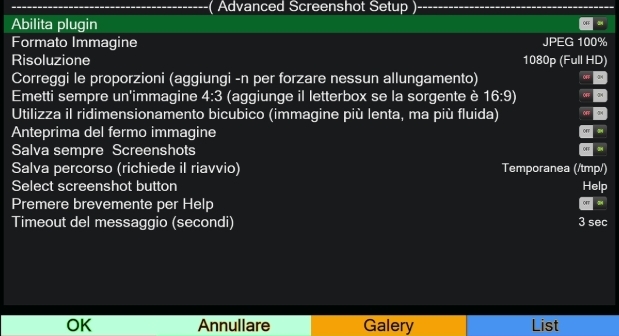 ------------------------------------( Advanced Screenshot Setup )------------------------------------
Abilita plugin OFF ON
Formato Immagine JPEG 100%
Risoluzione 1080p (Full HD)
Correggi le proporzioni (aggiungi -n per forzare nessun allungamento) OFF ON
Emetti sempre un'immagine 4:3 (aggiunge il letterbox se la sorgente è 16:9) OFF ON
Utilizza il ridimensionamento bicubico (immagine più lenta, ma più fluida) OFF ON
Anteprima del fermo immagine OFF ON
Salva sempre  Screenshots OFF ON
Salva percorso (richiede il riavvio) Temporanea (/tmp/)
Select screenshot button Help
Premere brevemente per Help OFF ON
Timeout del messaggio (secondi) 3 sec
OK Annullare Galery List